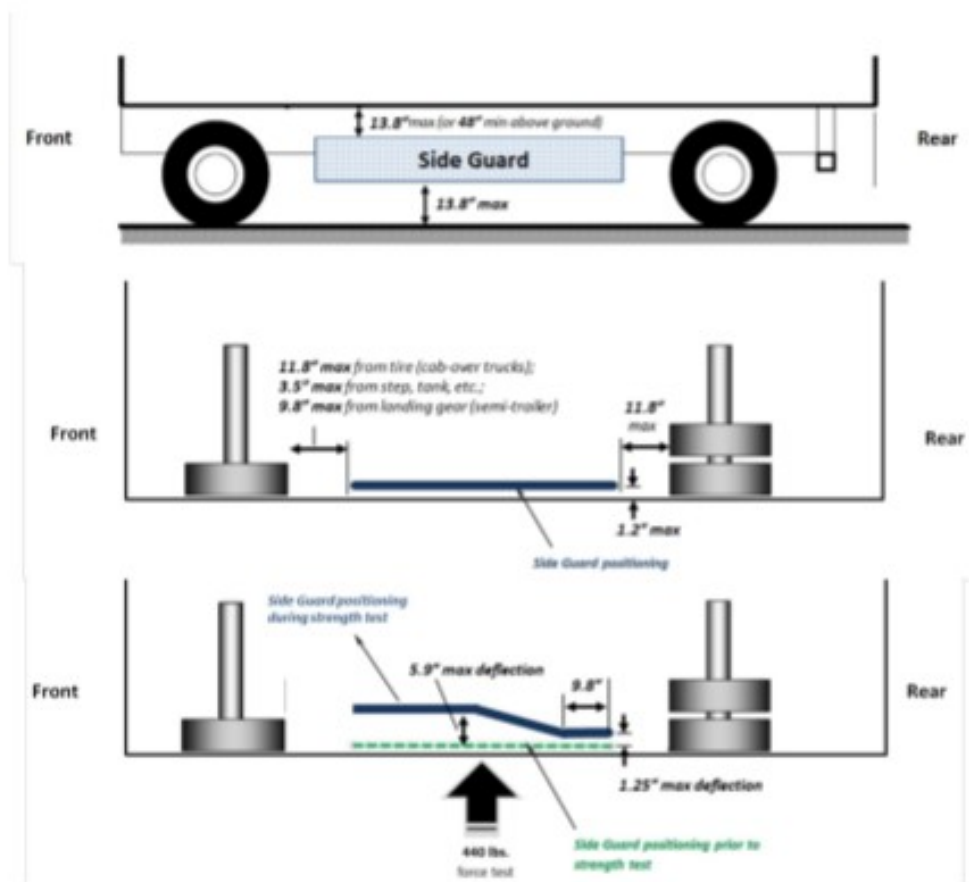 13.8" max (or 48" min above ground)
Front
Side Guard
Rear
13.8" max
11.8" max from tire (cab-over trucks);
3.5" max from step, tank, etc.;
9.8" max from landing gear (semi-trailer)
11.8"
max
Front
Rear
1.2" max
Side Guard positioning
Side Guard positioning
during strength test
5.9" max deflection
9.8"
Front
Rear
1.25" max deflection
440 lbs.
force test
Side Guard positioning prior to
strength test